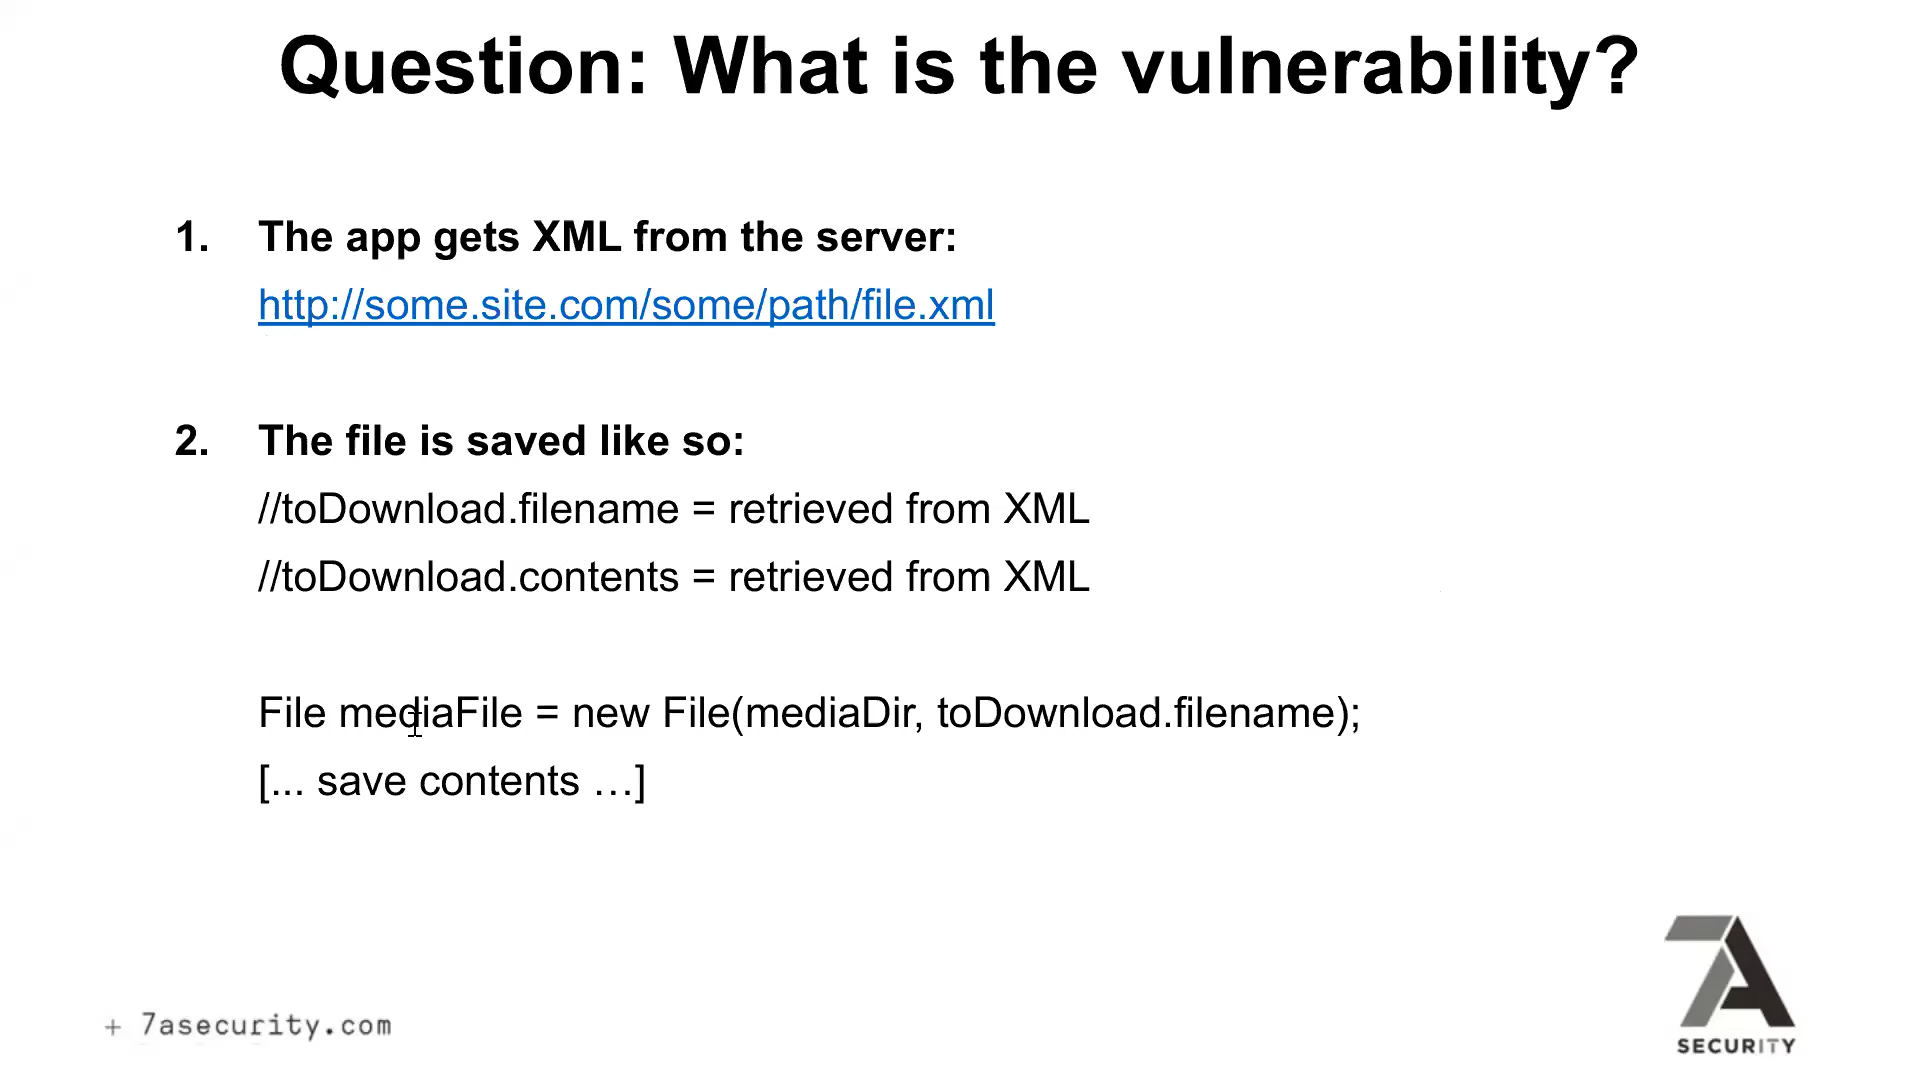 Question: What is the vulnerability?
1. The app gets XML from the server:
http://some.site.com/some/path/file.xml
2. The file is saved like so:
//toDownload.filename = retrieved from XML
//toDownload.contents = retrieved from XML
File mediaFile = new File(mediaDir, toDownload.filename);
[... save contents …]
+ 7asecurity.com
7A
SECURITY